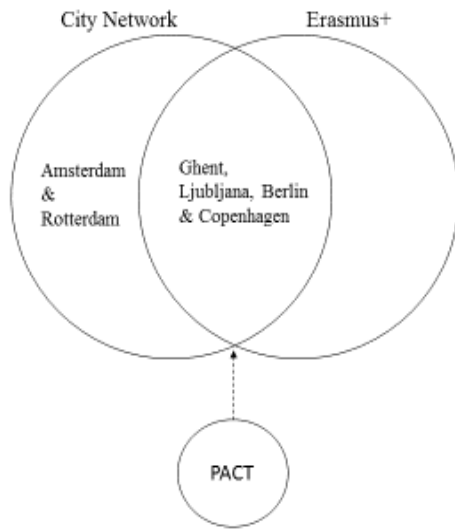 City Network
Erasmus+
Amsterdam
&
Rotterdam
Ghent,
Ljubljana, Berlin
& Copenhagen
PACT